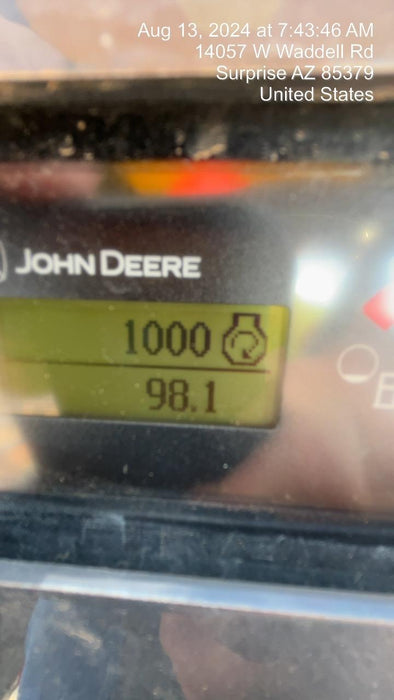 Aug 13, 2024 at 7:43:46 AM
14057 W Waddell Rd
Surprise AZ 85379
United States
JOHN DEERE
1000
98.1
E